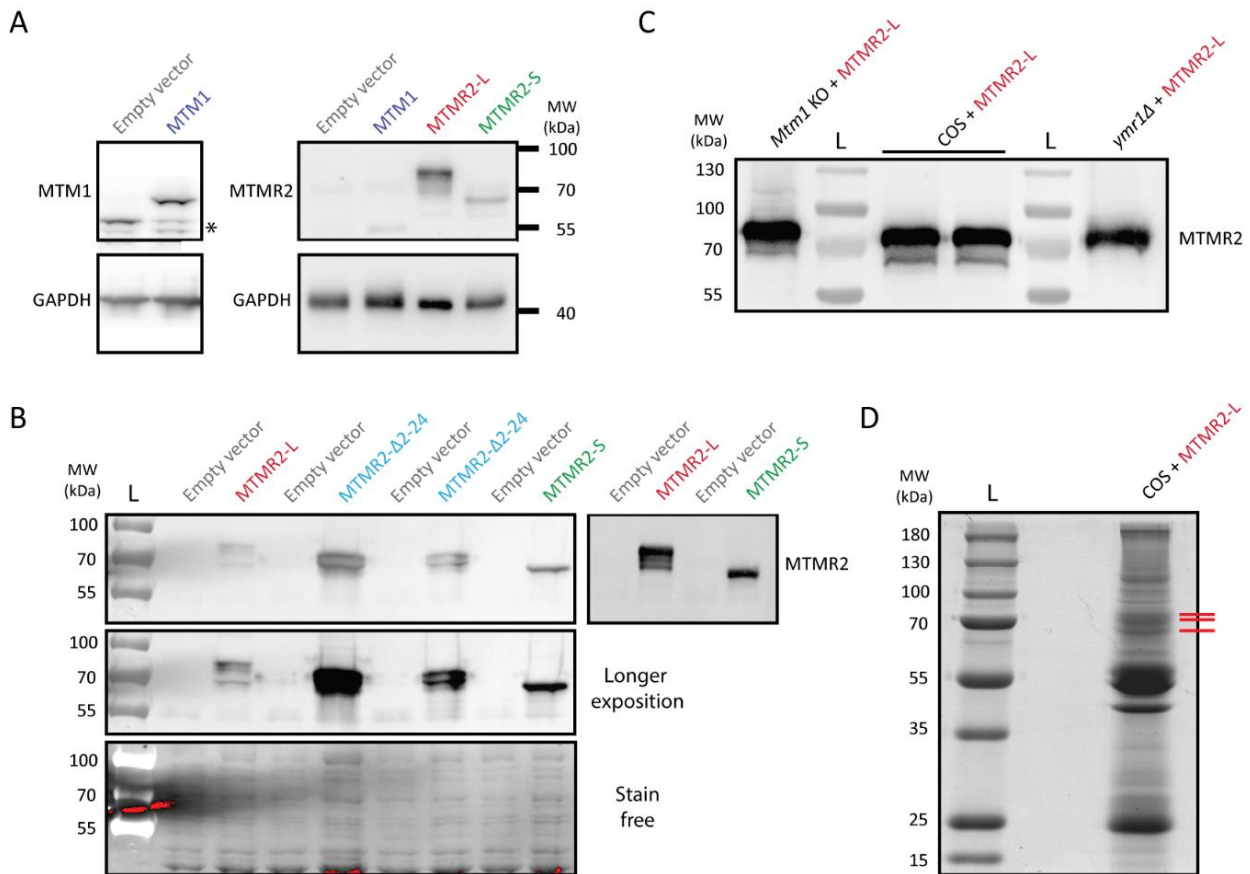 A
Empty vector
MTM1
MTM1
*
GAPDH
Empty vector
MTM1
MTMR2-L
MTMR2-S
MW
(kDa)
MTMR2
100
70
55
GAPDH
40
C
Mtm1 KO + MTMR2-L
L
COS + MTMR2-L
L
ymr1Δ + MTMR2-L
MW
(kDa)
130
100
70
55
MTMR2
B
MW
(kDa)
L
Empty vector
MTMR2-L
Empty vector
MTMR2-Δ2-24
Empty vector
MTMR2-Δ2-24
Empty vector
MTMR2-S
Empty vector
MTMR2-L
Empty vector
MTMR2-S
100
70
55
MTMR2
100
70
55
Longer
exposition
100
70
55
Stain
free
D
MW
(kDa)
L
COS + MTMR2-L
180
130
100
70
55
35
25
15